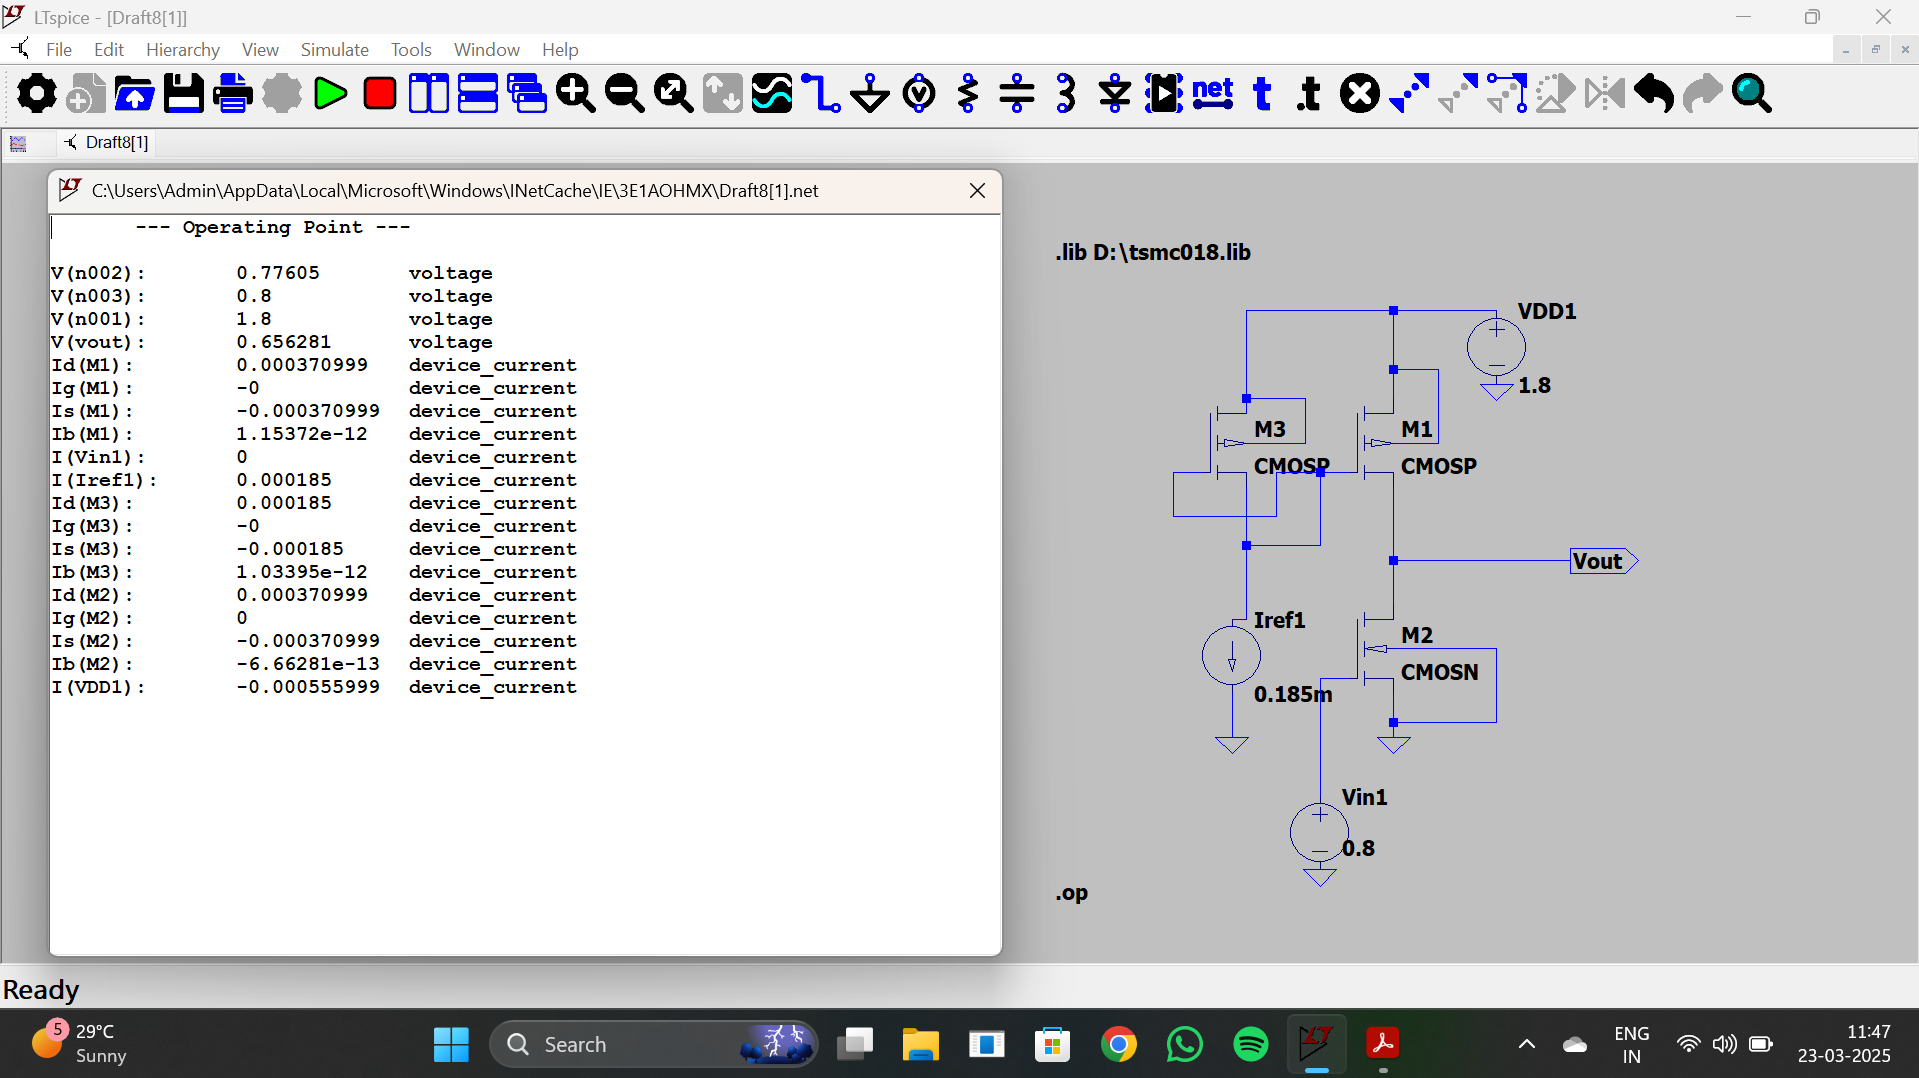 LTspice - [Draft8[1]]
File Edit Hierarchy View Simulate Tools Window Help
net t .t
Draft8[1]
C:\Users\Admin\AppData\Local\Microsoft\Windows\INetCache\IE\3E1AOHMX\Draft8[1].net
--- Operating Point ---
V(n002): 0.77605 voltage
V(n003): 0.8 voltage
V(n001): 1.8 voltage
V(vout): 0.656281 voltage
Id(M1): 0.000370999 device_current
Ig(M1): -0 device_current
Is(M1): -0.000370999 device_current
Ib(M1): 1.15372e-12 device_current
I(Vin1): 0 device_current
I(Iref1): 0.000185 device_current
Id(M3): 0.000185 device_current
Ig(M3): -0 device_current
Is(M3): -0.000185 device_current
Ib(M3): 1.03395e-12 device_current
Id(M2): 0.000370999 device_current
Ig(M2): 0 device_current
Is(M2): -0.000370999 device_current
Ib(M2): -6.66281e-13 device_current
I(VDD1): -0.000555999 device_current
.lib D:\tsmc018.lib
VDD1
1.8
M3
CMOSP
M1
CMOSP
Vout
Iref1
0.185m
M2
CMOSN
Vin1
0.8
.op
Ready
5
29°C
Sunny
Search
ENG
IN
11:47
23-03-2025